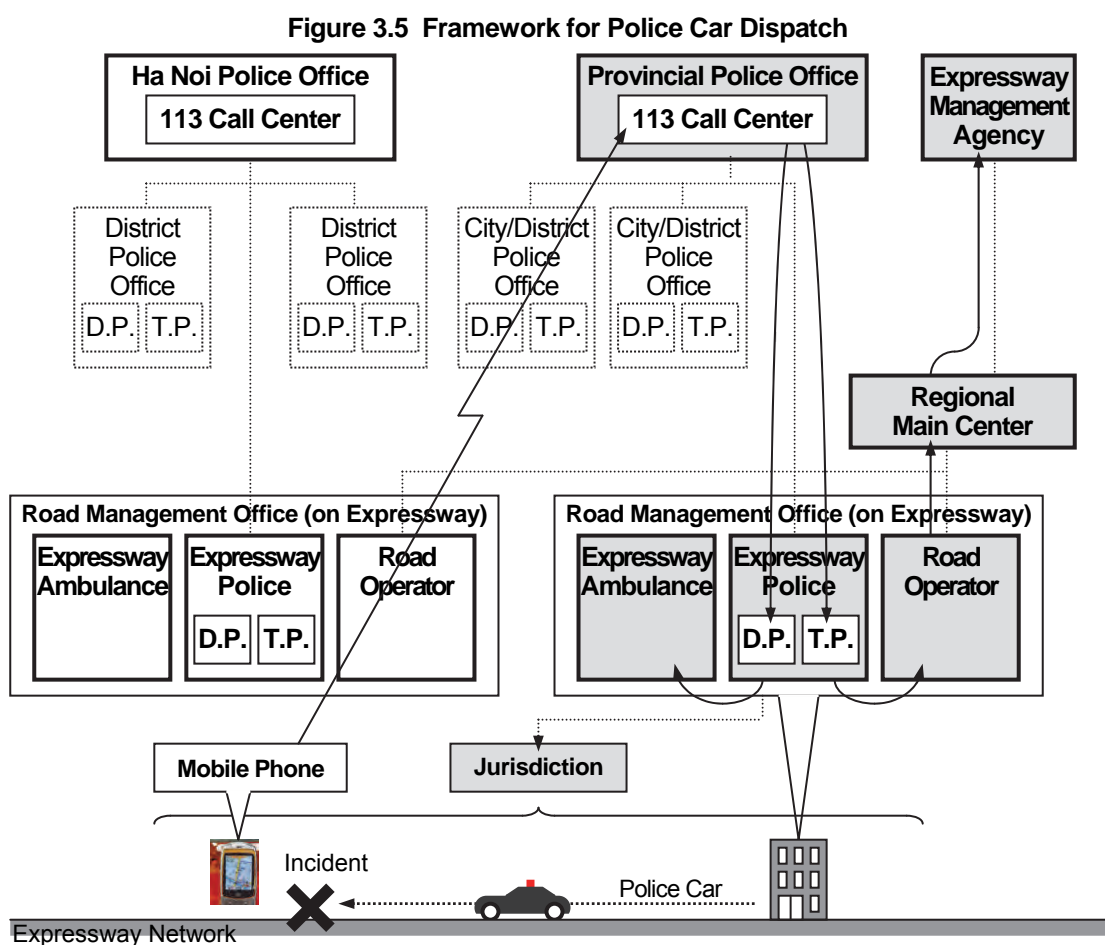 Figure 3.5  Framework for Police Car Dispatch
Ha Noi Police Office
113 Call Center
Provincial Police Office
113 Call Center
Expressway
Management
Agency
District
Police
Office
D.P. T.P.
District
Police
Office
D.P. T.P.
City/District
Police
Office
D.P. T.P.
City/District
Police
Office
D.P. T.P.
Regional
Main Center
Road Management Office (on Expressway)
Expressway
Ambulance
Expressway
Police
D.P. T.P.
Road
Operator
Road Management Office (on Expressway)
Expressway
Ambulance
Expressway
Police
D.P. T.P.
Road
Operator
Mobile Phone
Jurisdiction
Incident
Police Car
Expressway Network